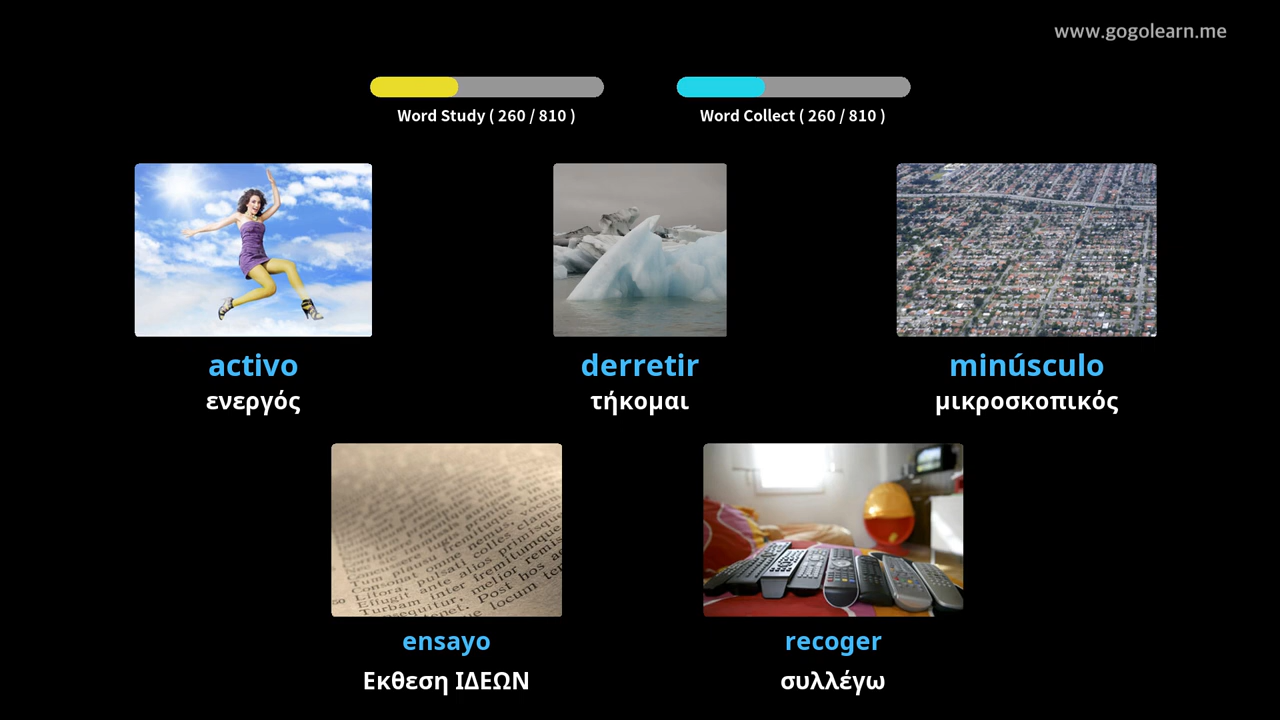 www.gogolearn.me
Word Study ( 260 / 810 )
Word Collect ( 260 / 810 )
activo
ενεργός
derretir
τήκομαι
minúsculo
μικροσκοπικός
ensayo
Εκθεση ΙΔΕΩΝ
recoger
συλλέγω